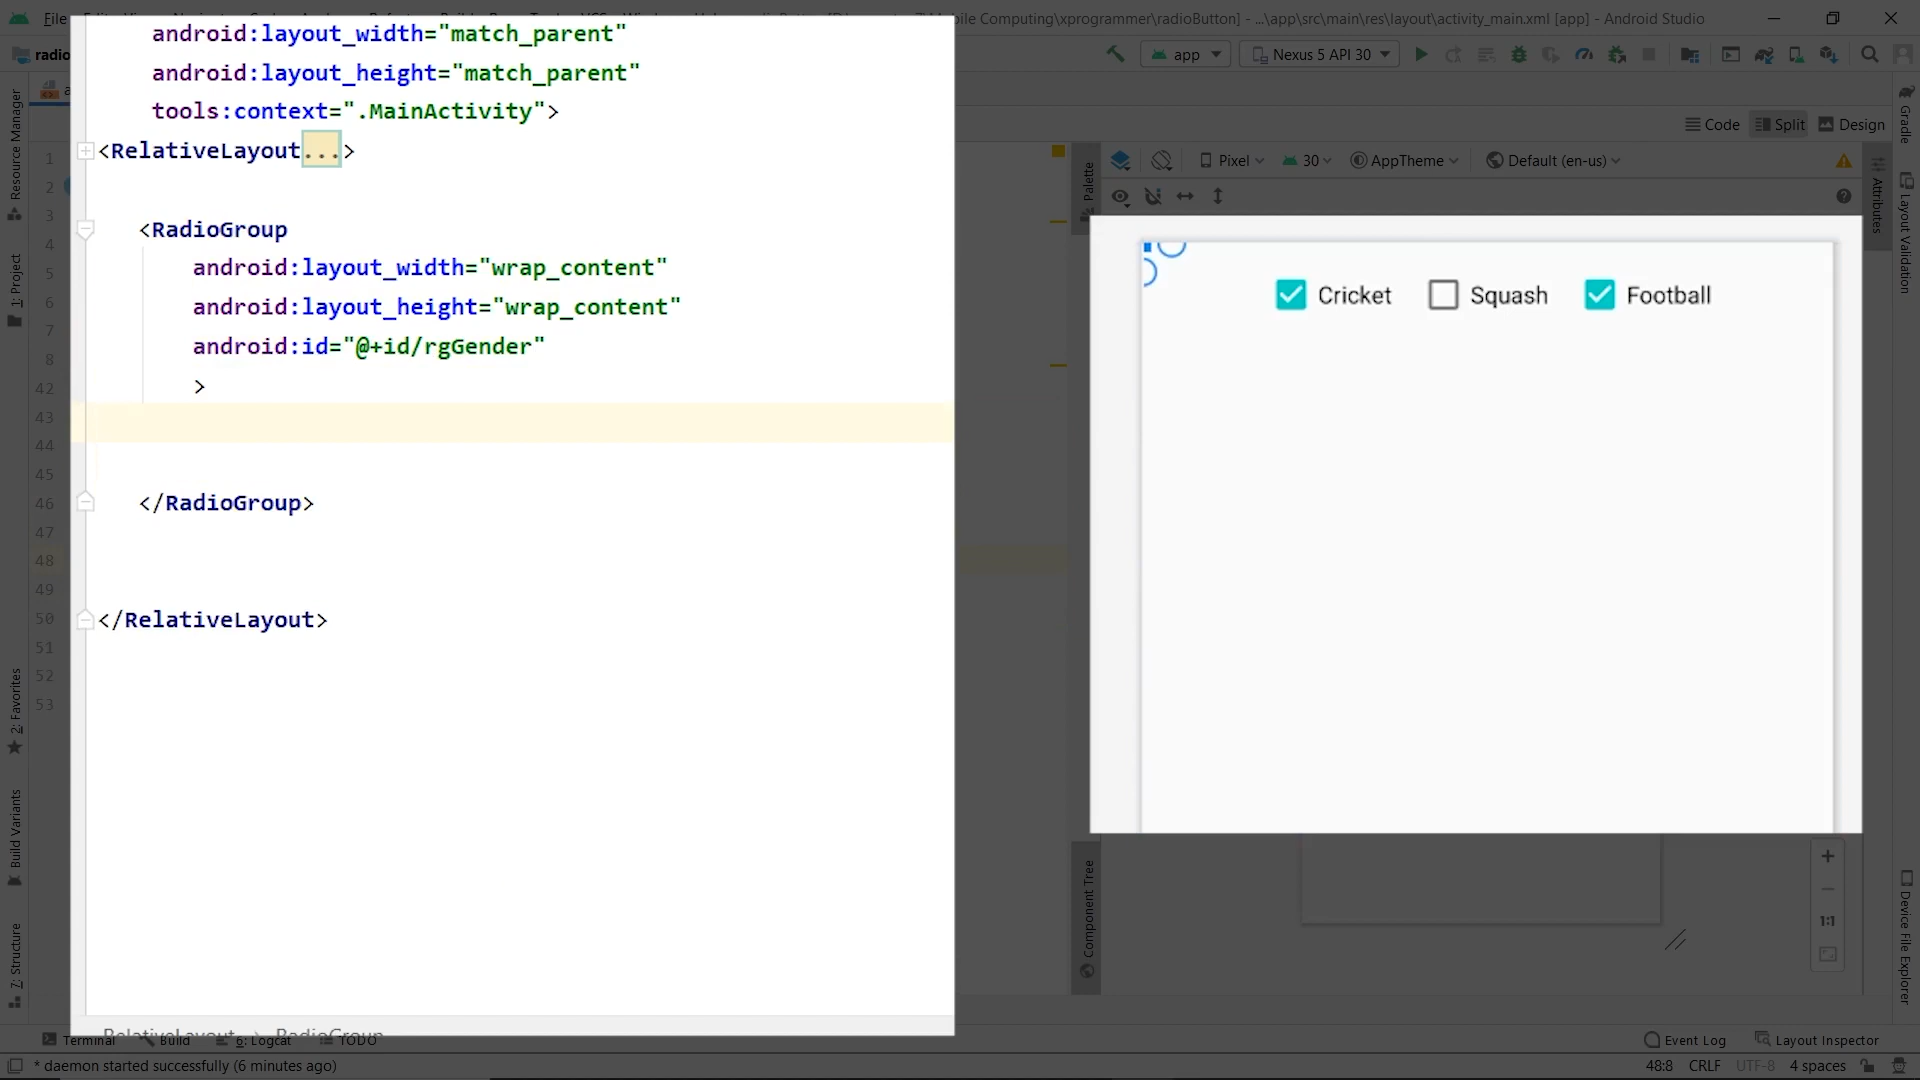 File
bile Computing\xprogrammer\radioButton] - ...\app\src\main\res\layout\activity_main.xml [app] - Android Studio
radio
app
Nexus 5 API 30
Code
Split
Design
Pixel
30
AppTheme
Default (en-us)
android:layout_width="match_parent"
android:layout_height="match_parent"
tools:context=".MainActivity">
<RelativeLayout...>
<RadioGroup
android:layout_width="wrap_content"
android:layout_height="wrap_content"
android:id="@+id/rgGender"
>
</RadioGroup>
</RelativeLayout>
RelativeLayout > RadioGroup
1
2
3
4
5
6
7
8
42
43
44
45
46
47
48
49
50
51
52
53
Resource Manager
1: Project
2: Favorites
Build Variants
7: Structure
Palette
Component Tree
Attributes
Gradle
Layout Validation
Device File Explorer
Cricket
Squash
Football
1:1
Terminal
Build
6: Logcat
TODO
Event Log
Layout Inspector
* daemon started successfully (6 minutes ago)
48:8
CRLF
UTF-8
4 spaces